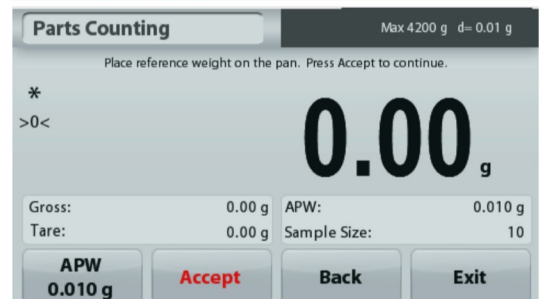 Parts Counting
Max 4200 g d= 0.01 g
Place reference weight on the pan. Press Accept to continue.
*
>0<
0.00 g
Gross: 0.00 g APW: 0.010 g
Tare: 0.00 g Sample Size: 10
APW
0.010 g
Accept
Back
Exit